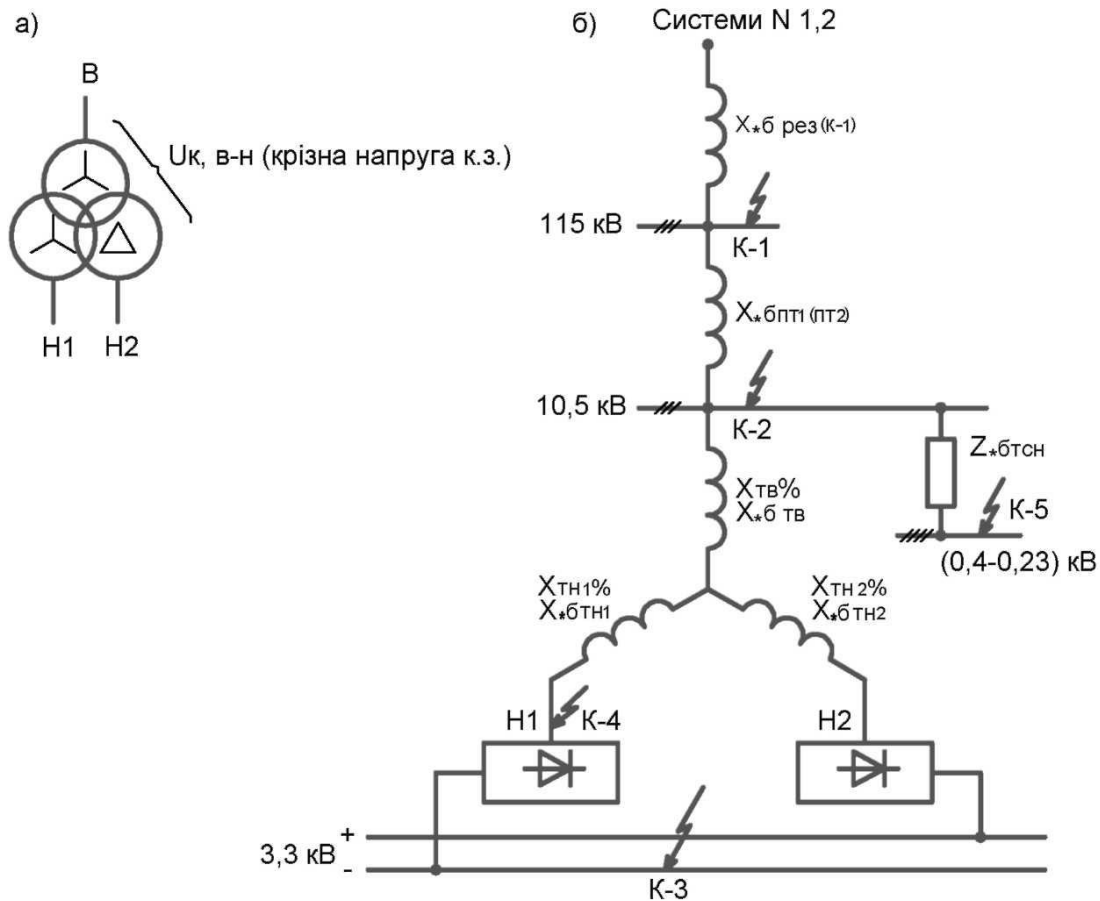 а)
В
Uк, в-н (крізна напруга к.з.)
Н1 Н2
б)
Системи N 1,2
X*б рез(к-1)
115 кВ
К-1
X*бпт1 (пт2)
10,5 кВ
К-2
Z*бтсн
Xтв%
X*б тв
К-5
(0,4-0,23) кВ
Xтн1%
X*бтн1
Xтн2%
X*бтн2
Н1
К-4
Н2
+
3,3 кВ
-
К-3